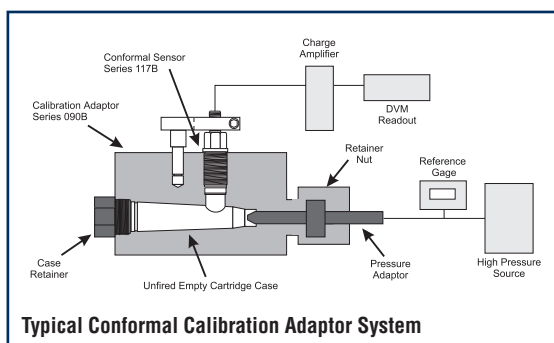 Charge
Amplifier
Conformal Sensor
Series 117B
Calibration Adaptor
Series 090B
DVM
Readout
Retainer
Nut
Reference
Gage
Case
Retainer
Unfired Empty Cartridge Case
Pressure
Adaptor
High Pressure
Source
Typical Conformal Calibration Adaptor System